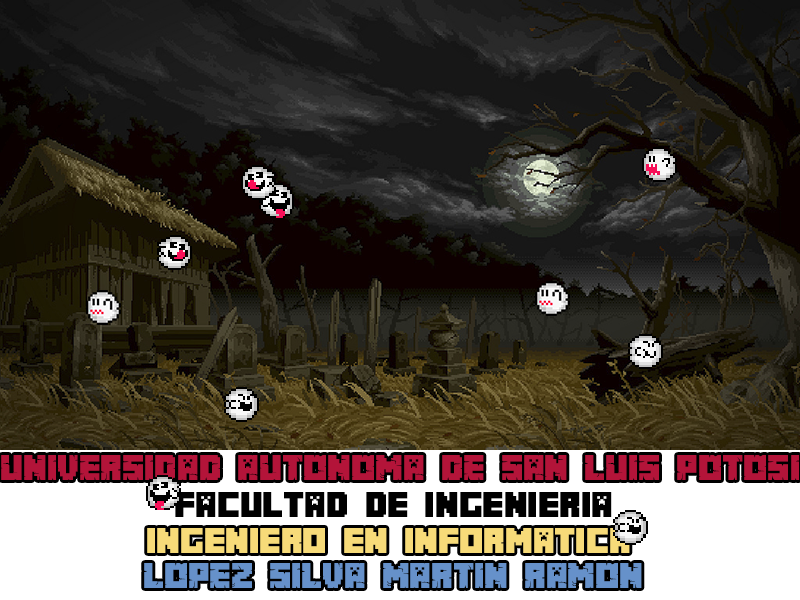 UNIVERSIDAD AUTONOMA DE SAN LUIS POTOSI
FACULTAD DE INGENIERIA
INGENIERO EN INFORMATICA
LOPEZ SILVA MARTIN RAMON